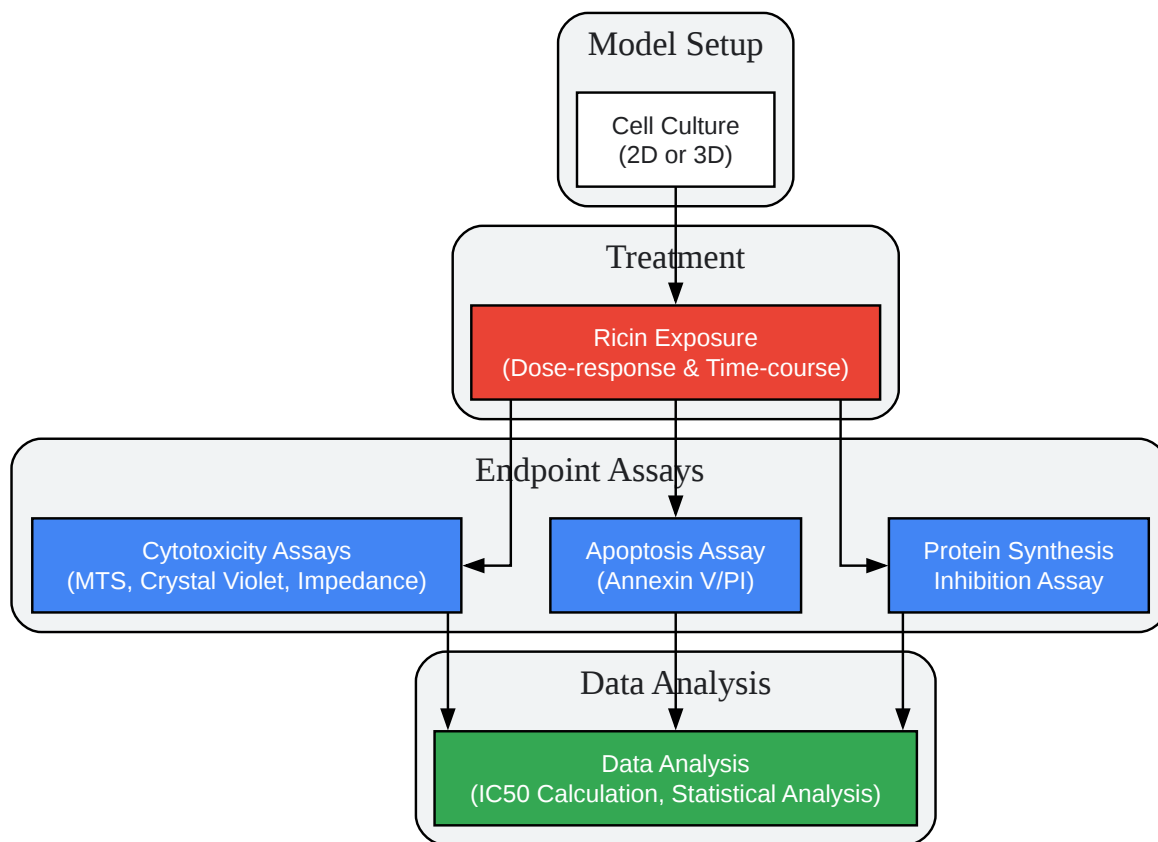 Model Setup
Cell Culture
(2D or 3D)
Treatment
Ricin Exposure
(Dose-response & Time-course)
Endpoint Assays
Cytotoxicity Assays
(MTS, Crystal Violet, Impedance)
Apoptosis Assay
(Annexin V/PI)
Protein Synthesis
Inhibition Assay
Data Analysis
Data Analysis
(IC50 Calculation, Statistical Analysis)